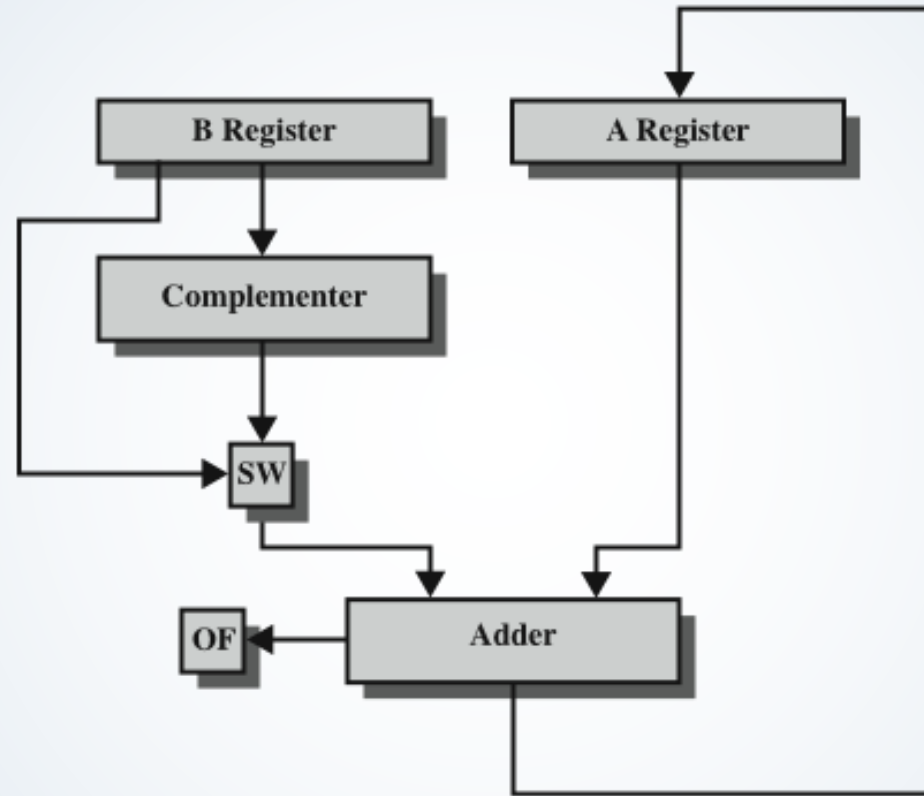 B Register
A Register
Complementer
SW
OF
Adder